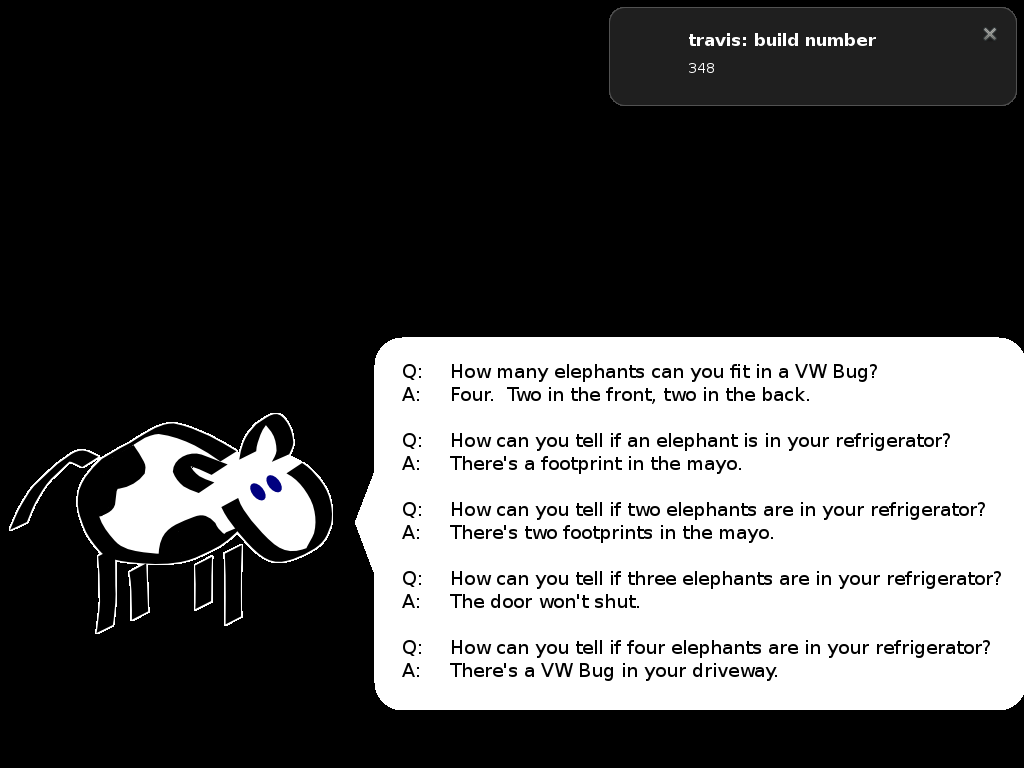 travis: build number
348
Q: How many elephants can you fit in a VW Bug?
A: Four.  Two in the front, two in the back.
Q: How can you tell if an elephant is in your refrigerator?
A: There's a footprint in the mayo.
Q: How can you tell if two elephants are in your refrigerator?
A: There's two footprints in the mayo.
Q: How can you tell if three elephants are in your refrigerator?
A: The door won't shut.
Q: How can you tell if four elephants are in your refrigerator?
A: There's a VW Bug in your driveway.